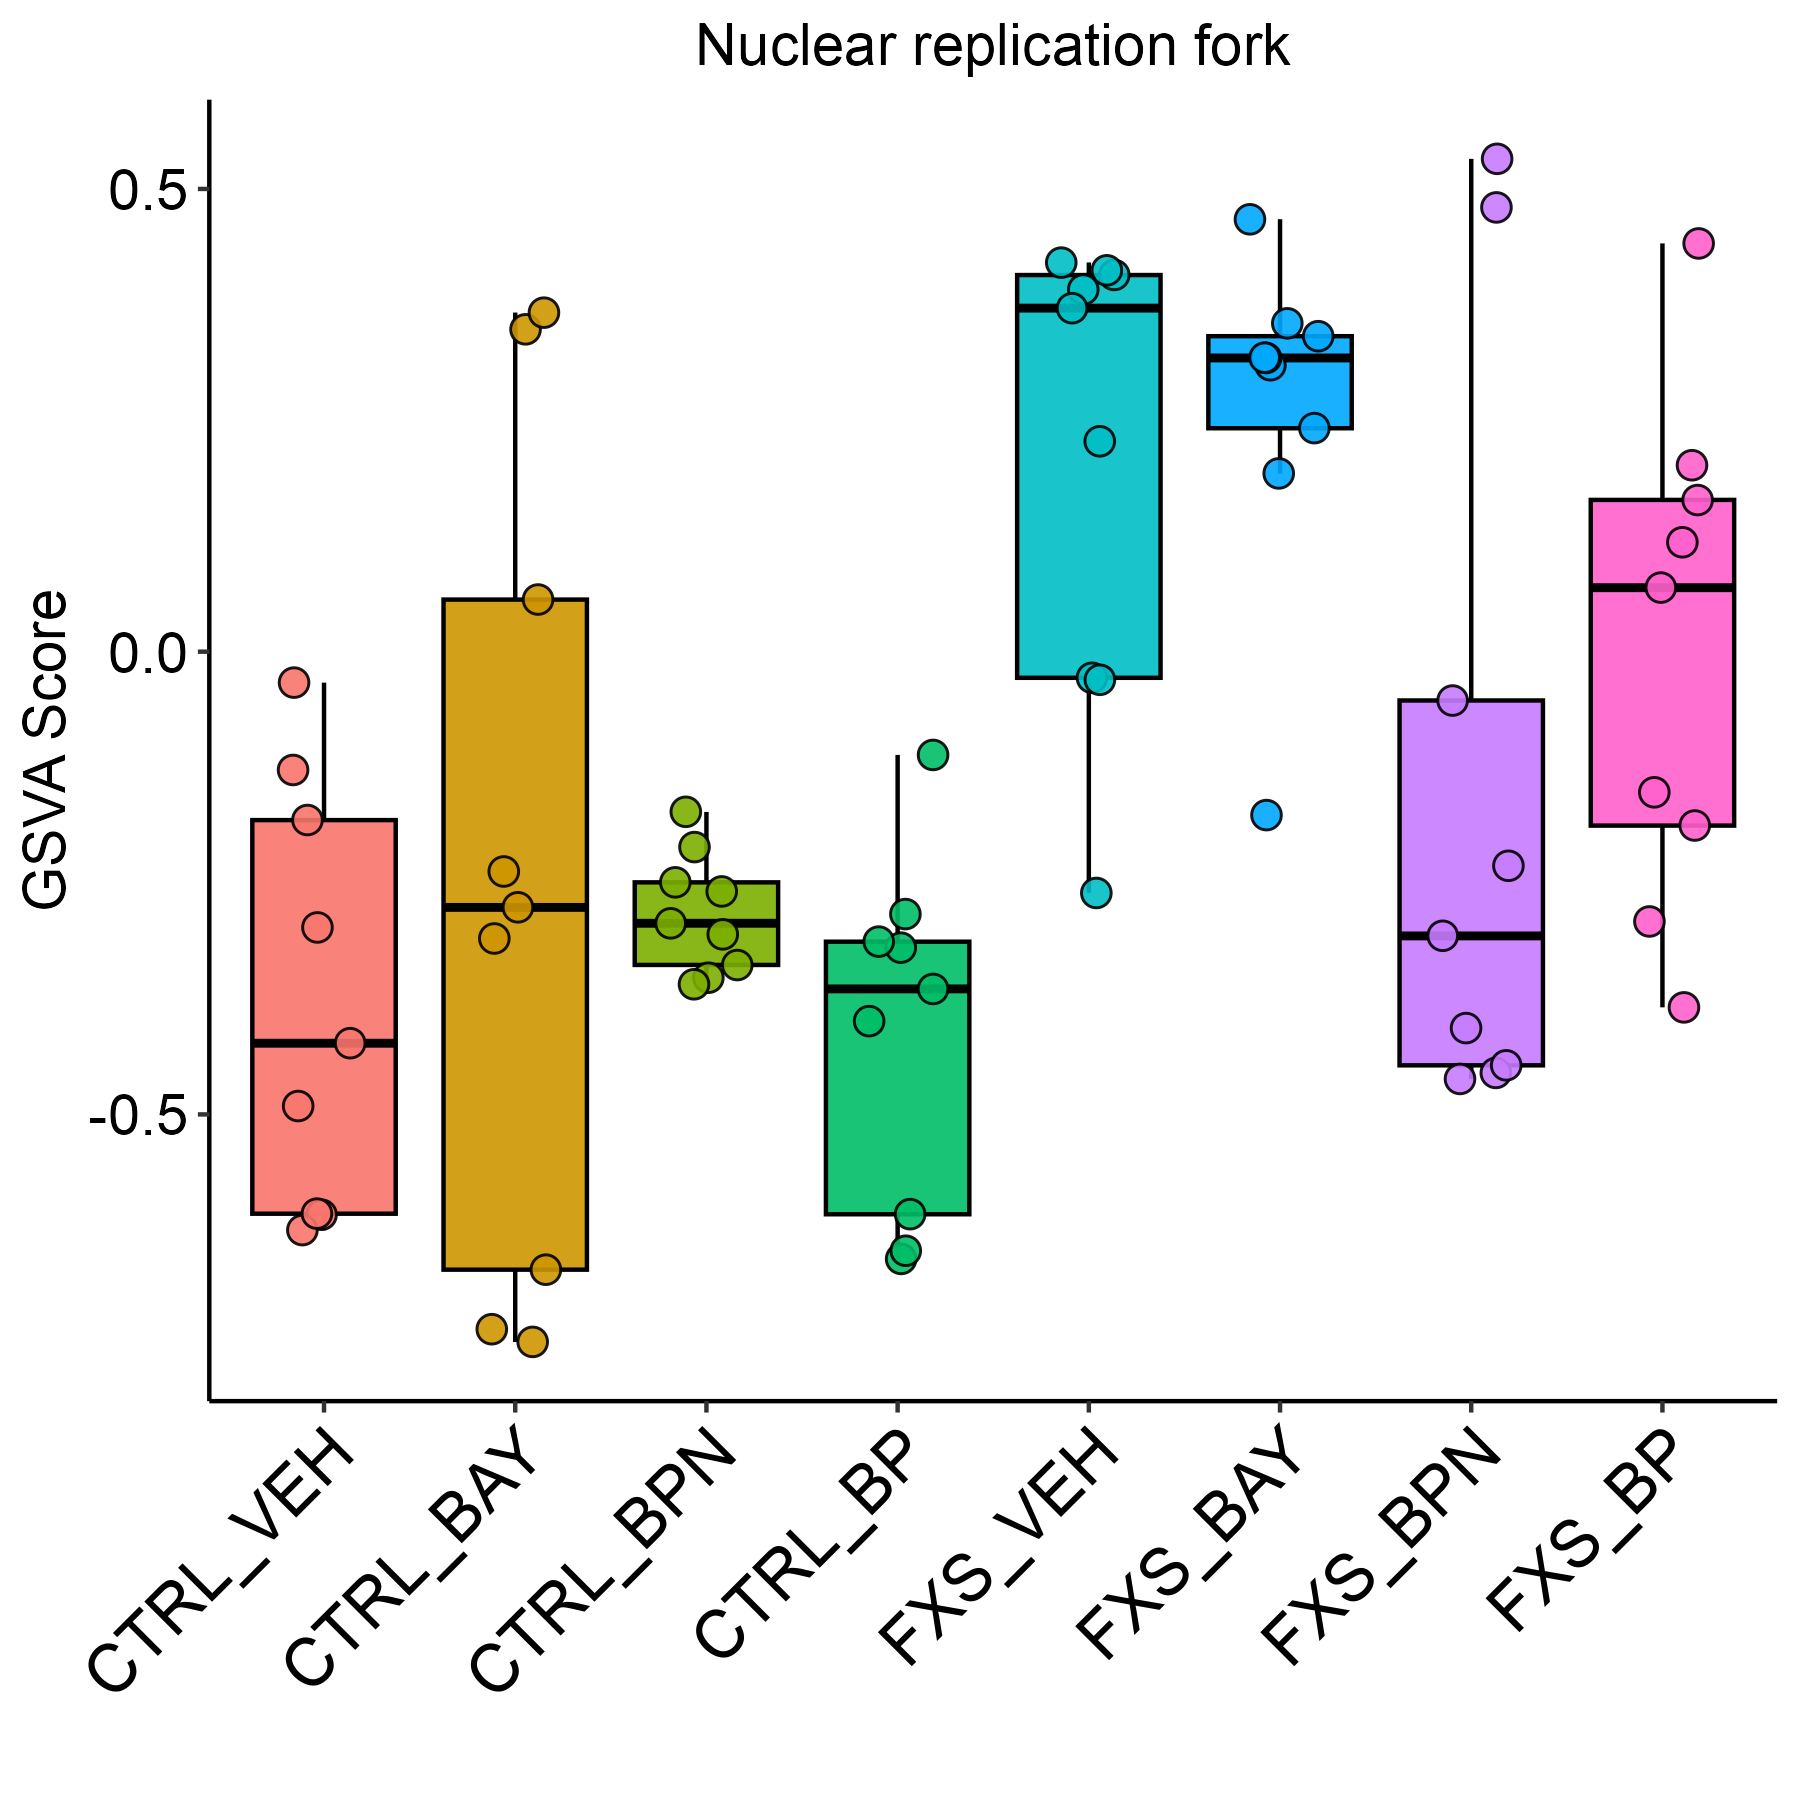 Nuclear replication fork
GSVA Score
0.5
0.0
-0.5
CTRL_VEH
CTRL_BAY
CTRL_BPN
CTRL_BP
FXS_VEH
FXS_BAY
FXS_BPN
FXS_BP